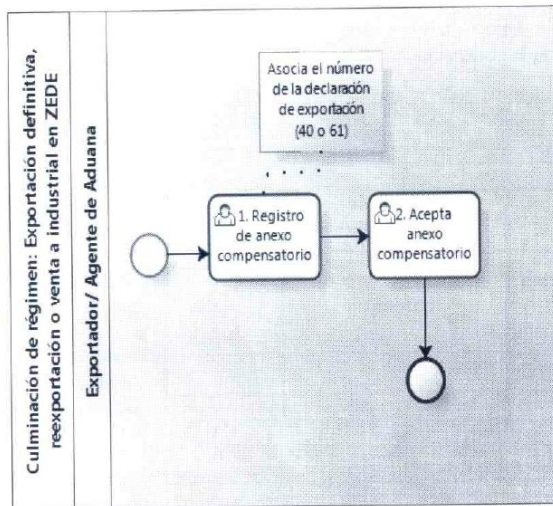 Culminación de régimen: Exportación definitiva,
reexportación o venta a industrial en ZEDE
Exportador/ Agente de Aduana
Asocia el número
de la declaración
de exportación
(40 o 61)
1. Registro
de anexo
compensatorio
2. Acepta
anexo
compensatorio